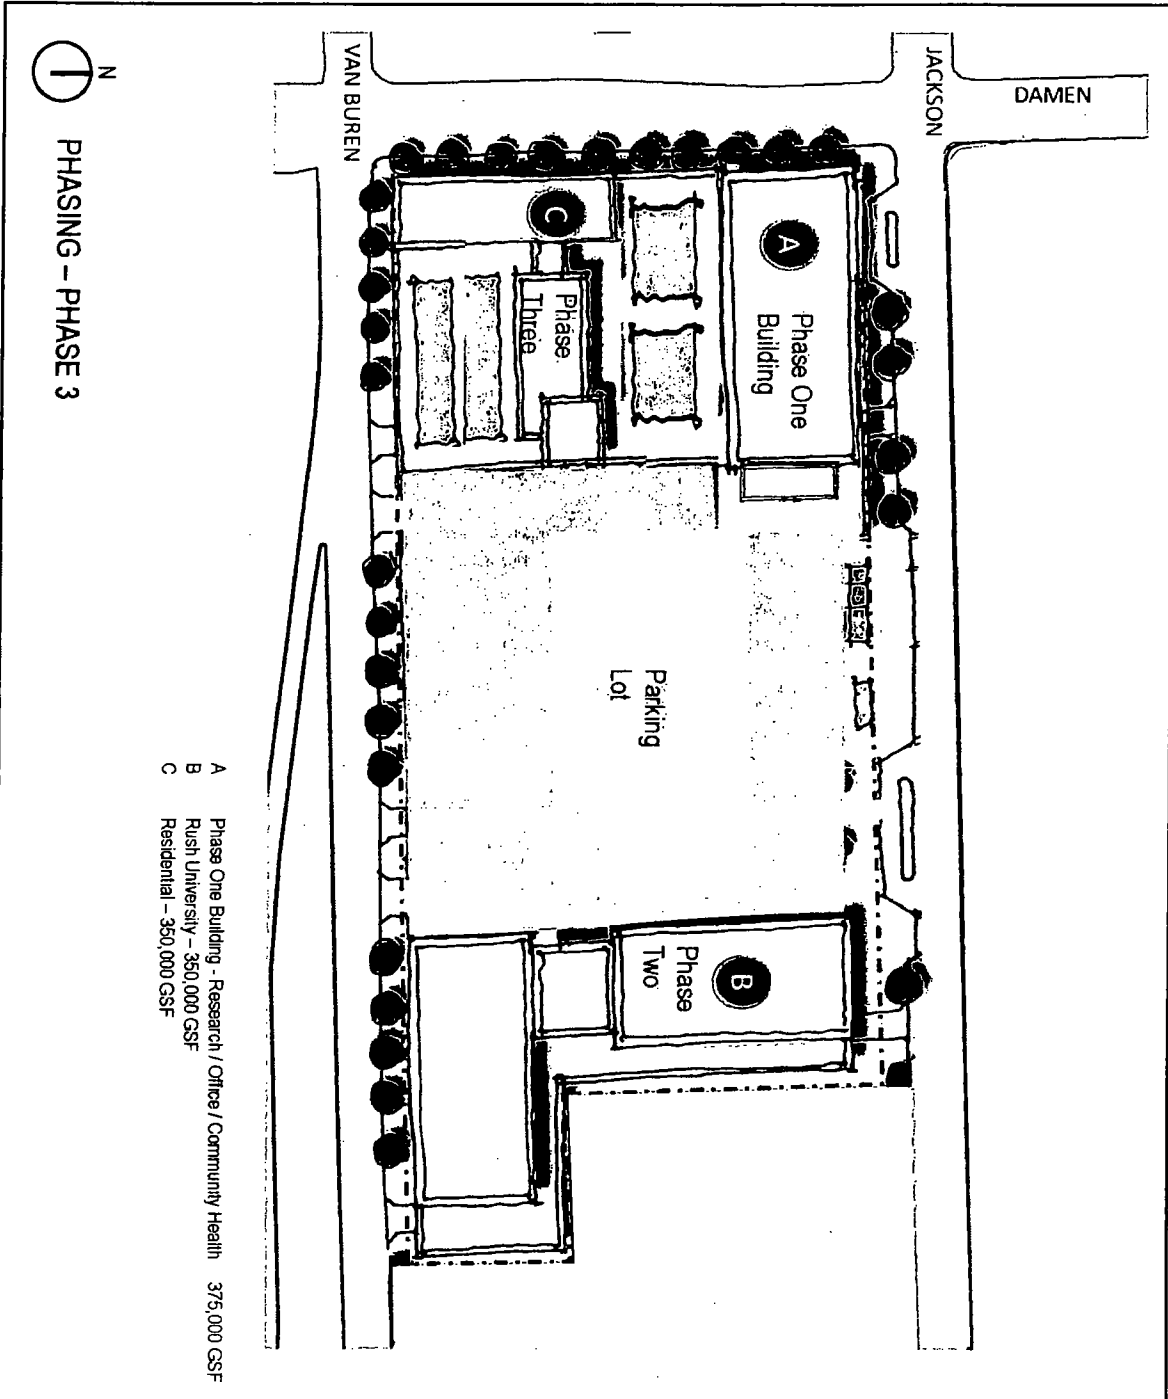 DAMEN
JACKSON
VAN BUREN
A
Phase One
Building
C
Phase
Three
Parking
Lot
B
Phase
Two
A Phase One Building - Research / Office / Community Health 375,000 GSF
B Rush University – 350,000 GSF
C Residential – 350,000 GSF
N
PHASING – PHASE 3